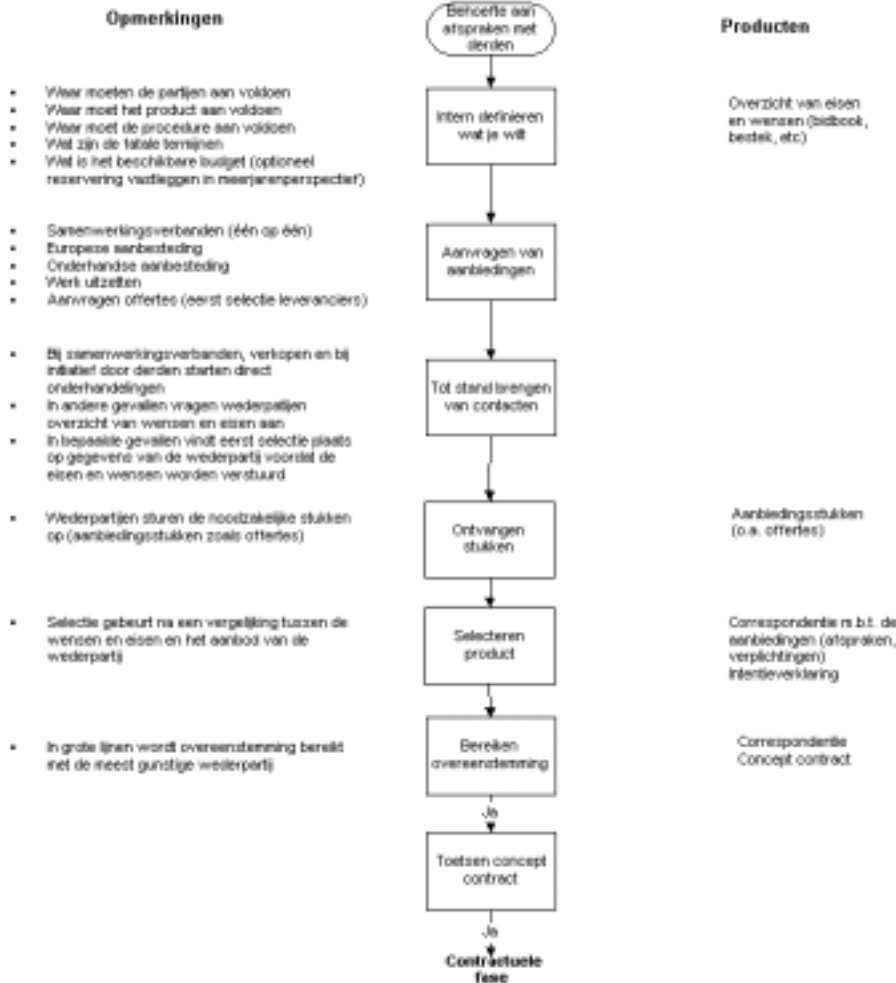 Opmerkingen
Behoefte aan
afspraken met
derden
Producten
Waar moeten de partijen aan voldoen
Waar moet het product aan voldoen
Waar moet de procedure aan voldoen
Wat zijn de fatale termijnen
Wat is het beschikbare budget (optioneel
reservering vastleggen in meerjarenperspectief)
Intern definiëren
wat je wilt
Overzicht van eisen
en wensen (bidbook,
bestek, etc)
Samenwerkingsverbanden (één op één)
Europese aanbesteding
Onderhandse aanbesteding
Werk uitzetten
Aanvragen offertes (eerst selectie leveranciers)
Aanvragen van
aanbiedingen
Bij samenwerkingsverbanden, verkopen en bij
initiatief door derden starten direct
onderhandelingen
In andere gevallen vragen wederpatijen
overzicht van wensen en eisen aan
In bepaalde gevallen vindt eerst selectie plaats
op gegevens van de wederpartij voordat de
eisen en wensen worden verstuurd
Tot stand brengen
van contacten
Wederpartijen sturen de noodzakelijke stukken
op (aanbiedingsstukken zoals offertes)
Ontvangen
stukken
Aanbiedingsstukken
(o.a. offertes)
Selectie gebeurt na een vergelijking tussen de
wensen en eisen en het aanbod van de
wederpartij
Selecteren
product
Correspondentie m.b.t. de
aanbiedingen (afspraken,
verplichtingen)
Intentieverklaring
In grote lijnen wordt overeenstemming bereikt
met de meest gunstige wederpartij
Bereiken
overeenstemming
Correspondentie
Concept contract
Ja
Toetsen concept
contract
Ja
Contractuele
fase